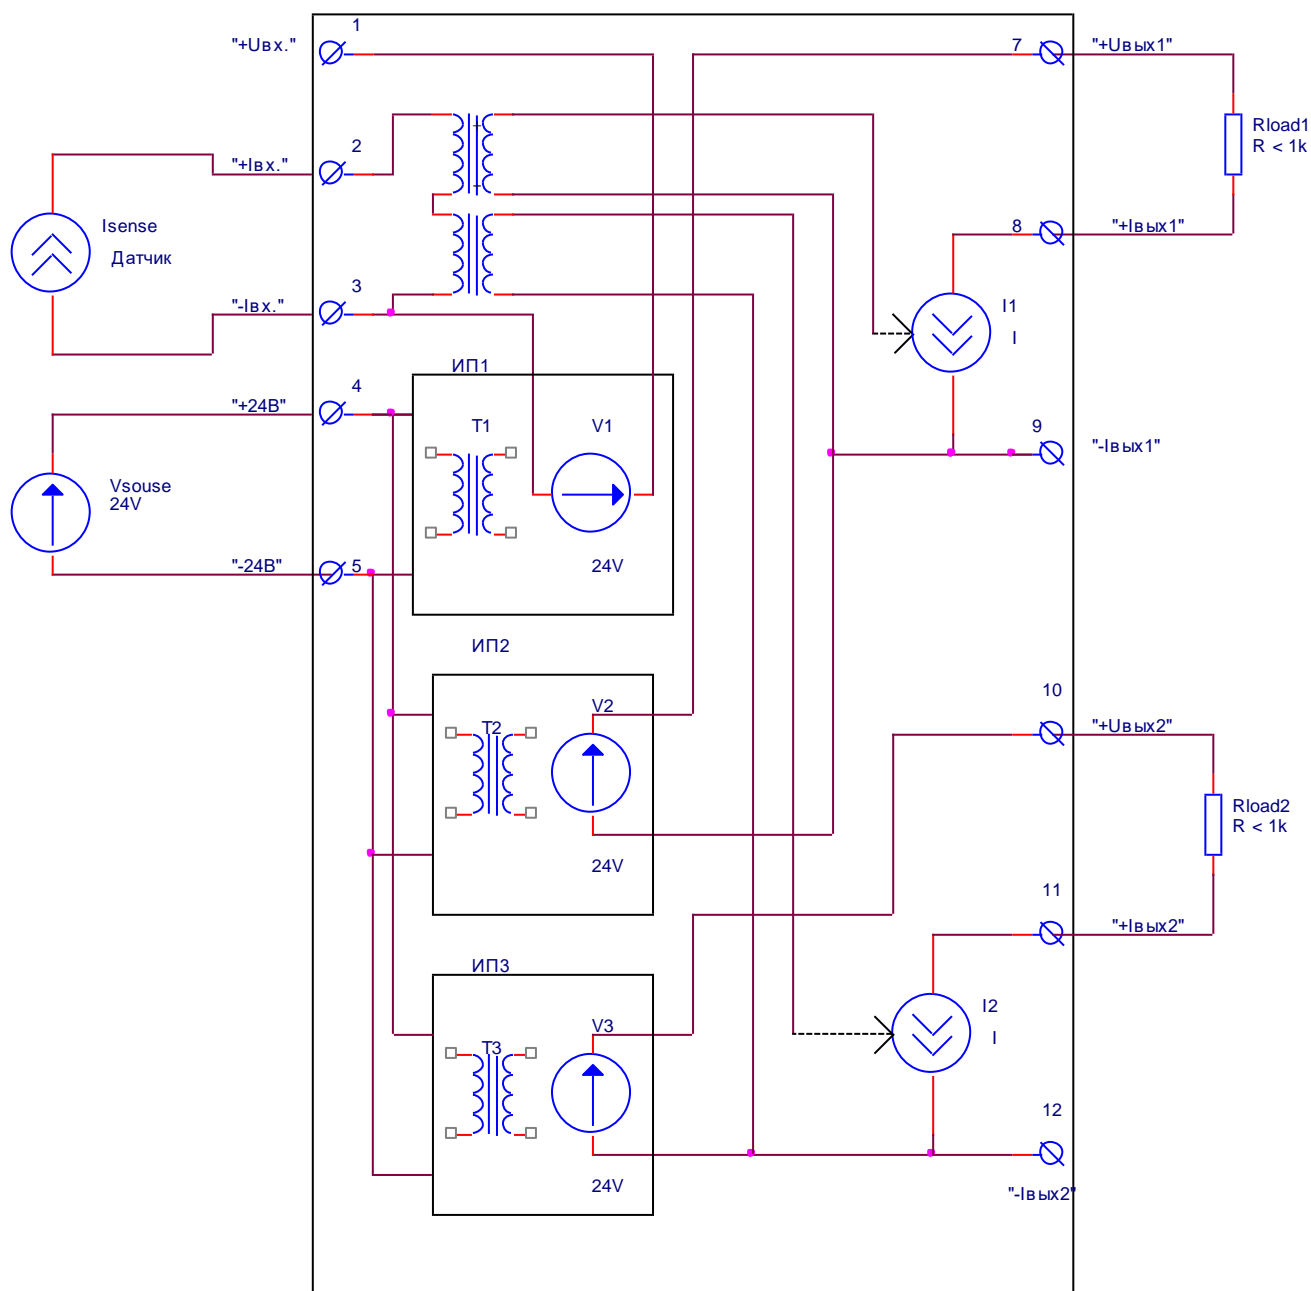 1
"+Uвх."
7
"+Uвых1"
Rload1
R < 1k
2
"+Iвх."
Isense
Датчик
8
"+Iвых1"
3
"-Iвх."
I1
I
ИП1
4
"+24В"
T1
V1
9
"-Iвых1"
Vsouse
24V
"-24В"
5
24V
ИП2
10
V2
"+Uвых2"
T2
Rload2
R < 1k
24V
11
"+Iвых2"
ИП3
I2
I
V3
T3
12
24V
"-Iвых2"